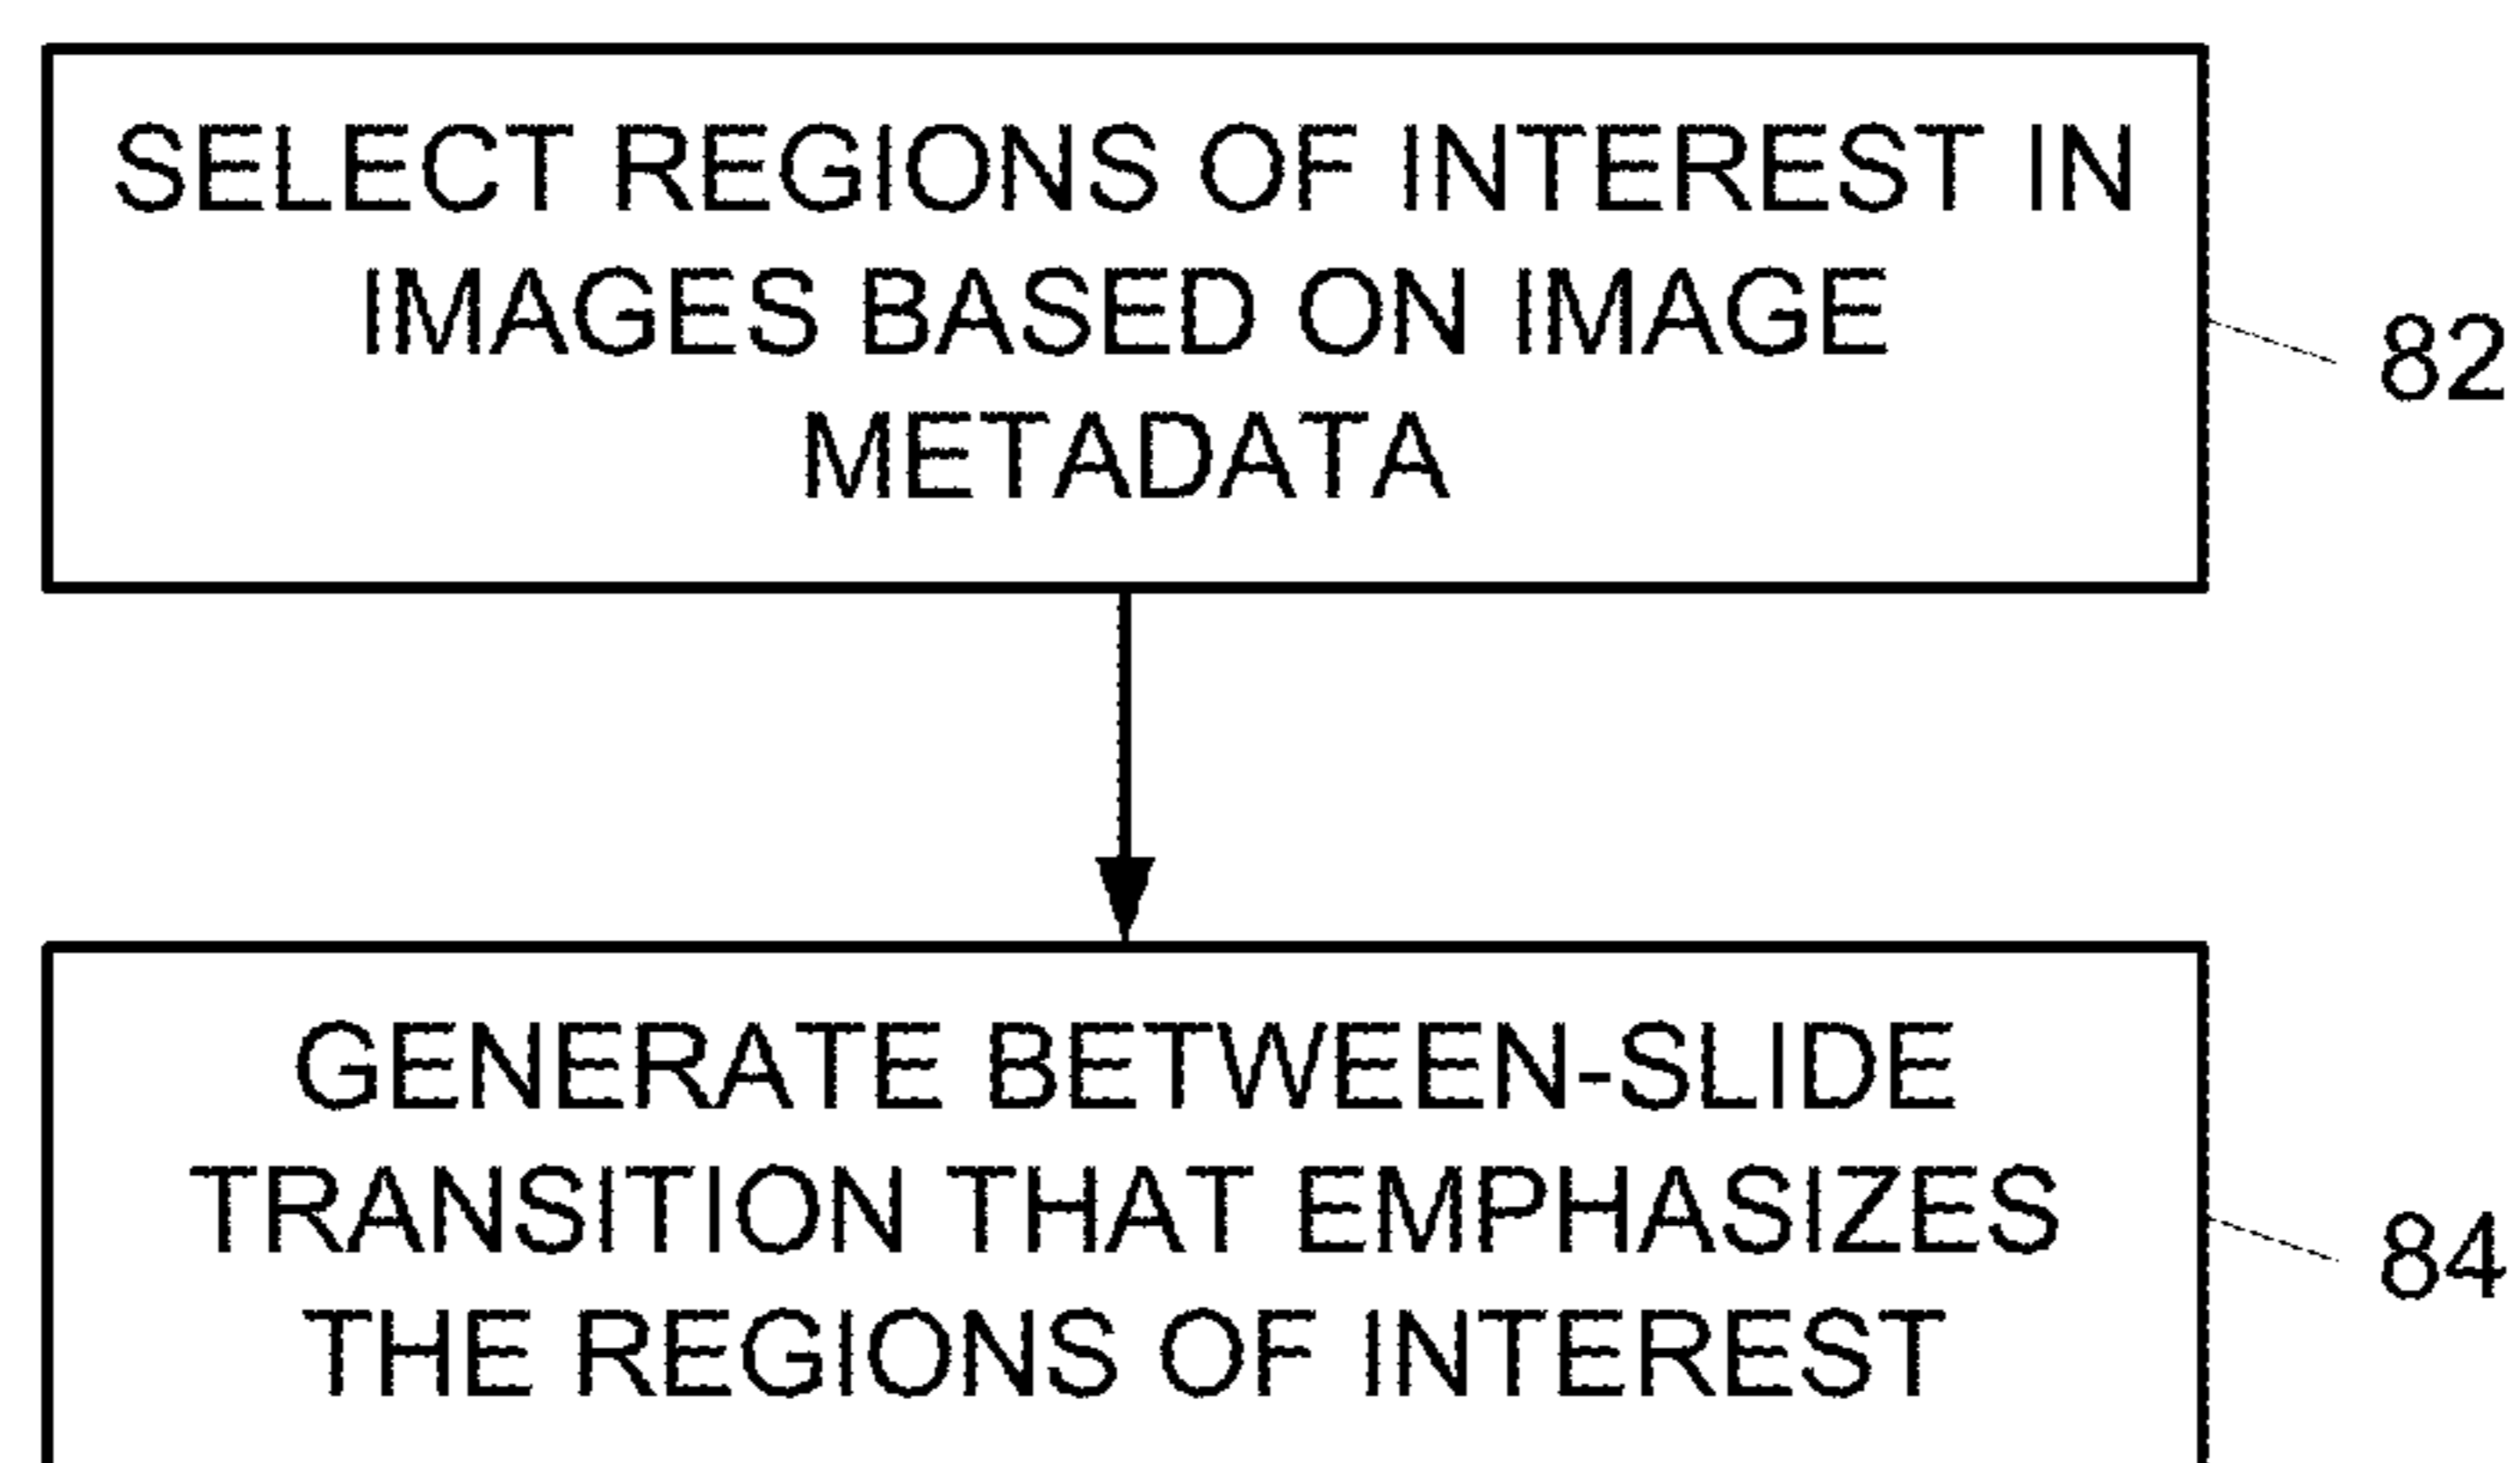 SELECT REGIONS OF INTEREST IN
IMAGES BASED ON IMAGE
METADATA
82
GENERATE BETWEEN-SLIDE
TRANSITION THAT EMPHASIZES
THE REGIONS OF INTEREST
84